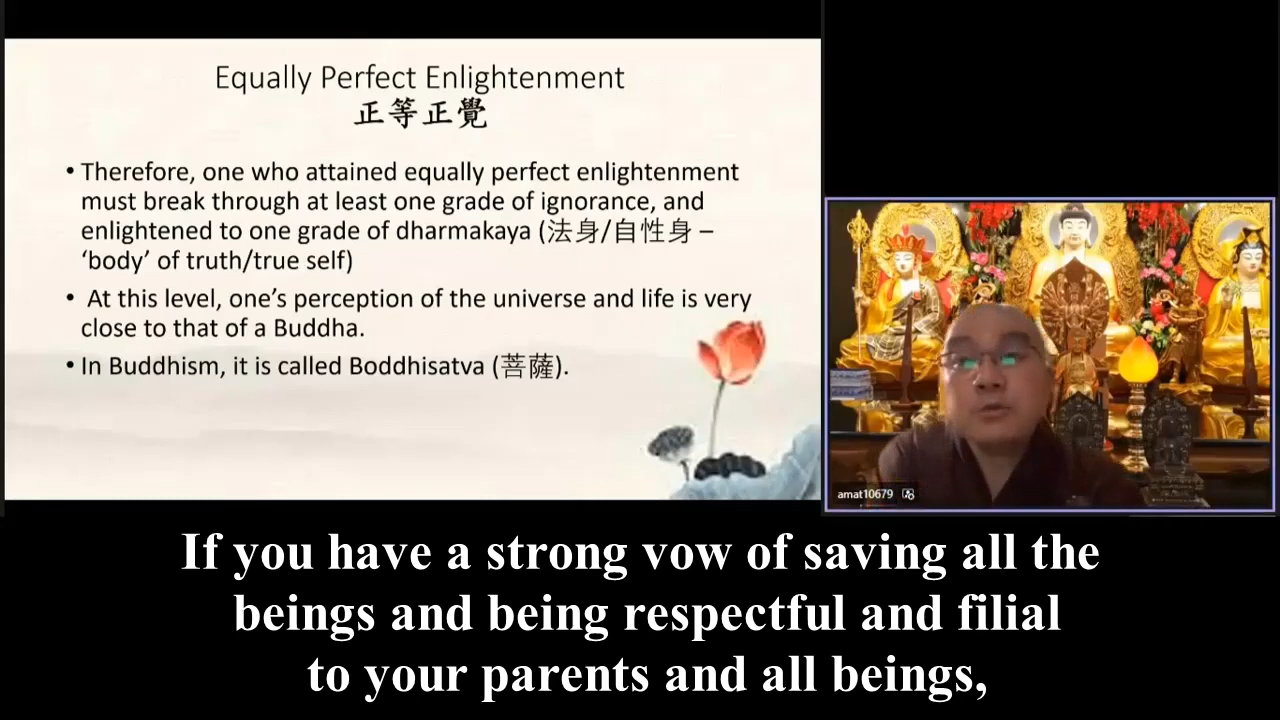 Equally Perfect Enlightenment
正等正覺
• Therefore, one who attained equally perfect enlightenment
must break through at least one grade of ignorance, and
enlightened to one grade of dharmakaya (法身/自性身 –
‘body’ of truth/true self)
• At this level, one’s perception of the universe and life is very
close to that of a Buddha.
• In Buddhism, it is called Boddhisatva (菩薩).
amat10679
If you have a strong vow of saving all the
beings and being respectful and filial
to your parents and all beings,